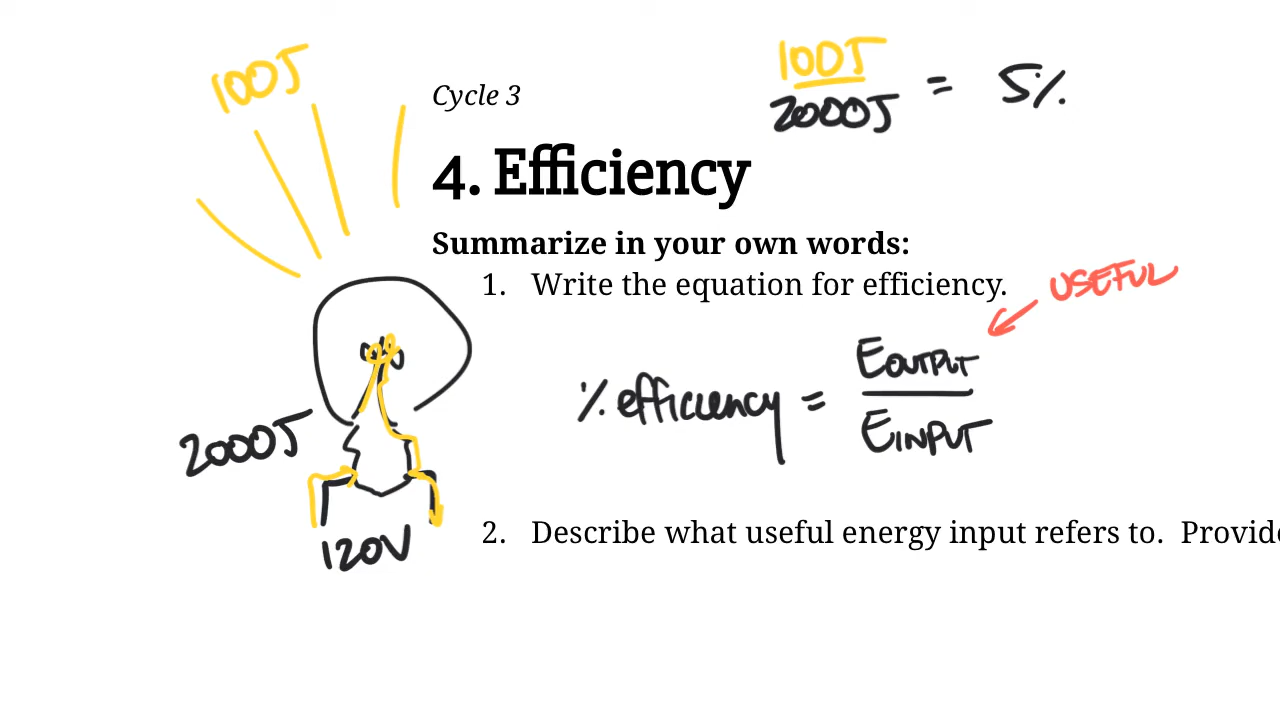 100J
Cycle 3
100J
2000J
= 5%
4. Efficiency
Summarize in your own words:
1. Write the equation for efficiency.
USEFUL
% efficiency = EOUTPUT
EINPUT
2000J
120V
2. Describe what useful energy input refers to. Provide